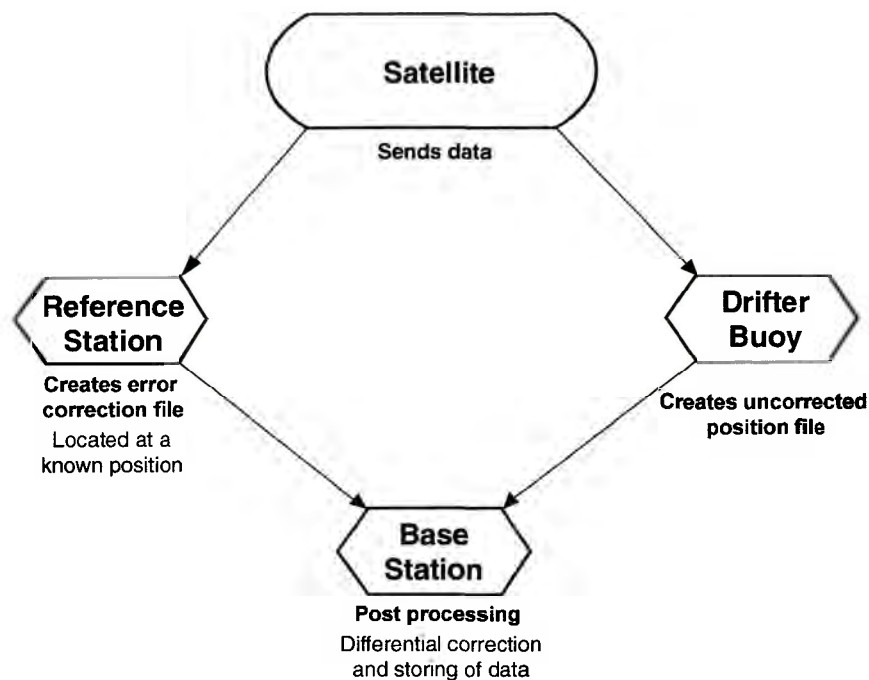 Satellite
Sends data
Reference
Station
Creates error
correction file
Located at a
known position
Drifter
Buoy
Creates uncorrected
position file
Base
Station
Post processing
Differential correction
and storing of data